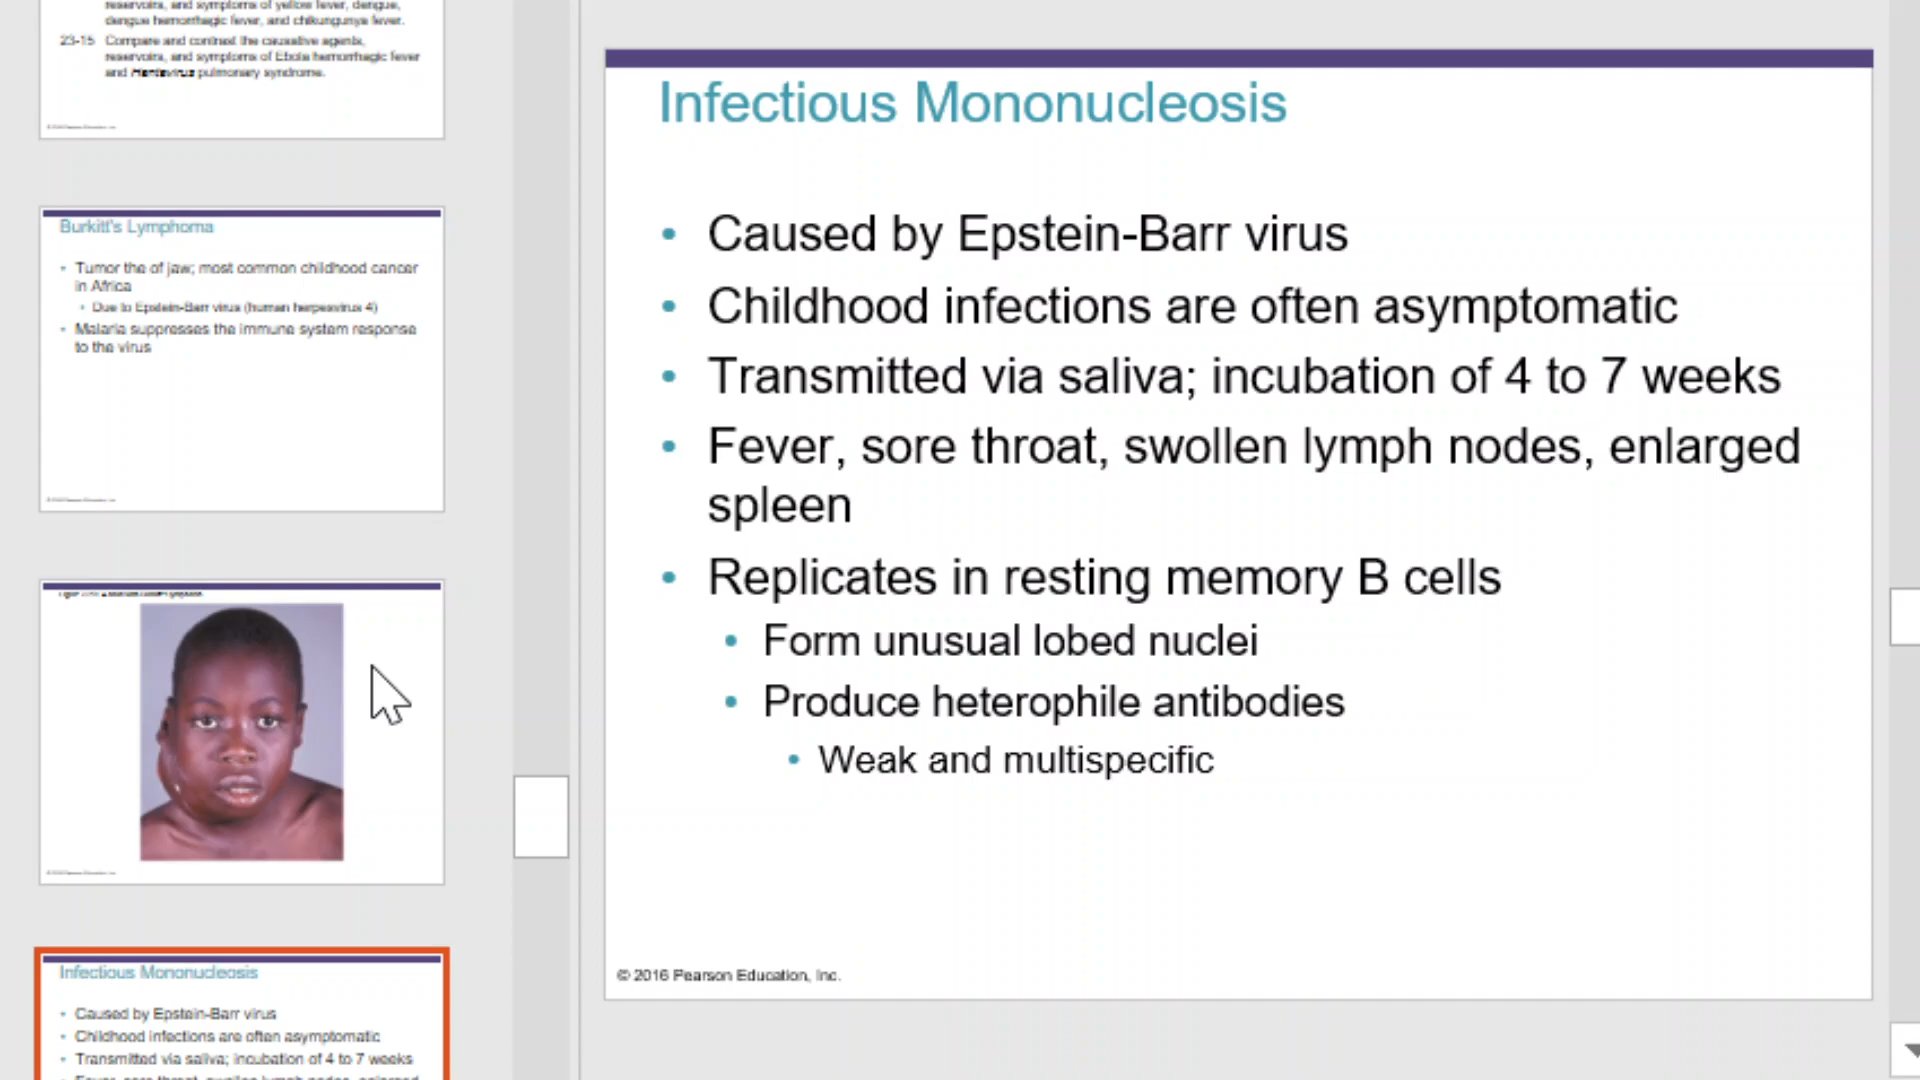 reservoirs, and symptoms of yellow fever, dengue,
dengue hemorrhagic fever, and chikungunya fever.
23-15 Compare and contrast the causative agents,
reservoirs, and symptoms of Ebola hemorrhagic fever
and Hantavirus pulmonary syndrome.
Burkitt's Lymphoma
• Tumor the of jaw; most common childhood cancer
in Africa
• Due to Epstein-Barr virus (human herpesvirus 4)
• Malaria suppresses the immune system response
to the virus
Infectious Mononucleosis
• Caused by Epstein-Barr virus
• Childhood infections are often asymptomatic
• Transmitted via saliva; incubation of 4 to 7 weeks
Infectious Mononucleosis
• Caused by Epstein-Barr virus
• Childhood infections are often asymptomatic
• Transmitted via saliva; incubation of 4 to 7 weeks
• Fever, sore throat, swollen lymph nodes, enlarged
spleen
• Replicates in resting memory B cells
• Form unusual lobed nuclei
• Produce heterophile antibodies
• Weak and multispecific
© 2016 Pearson Education, Inc.